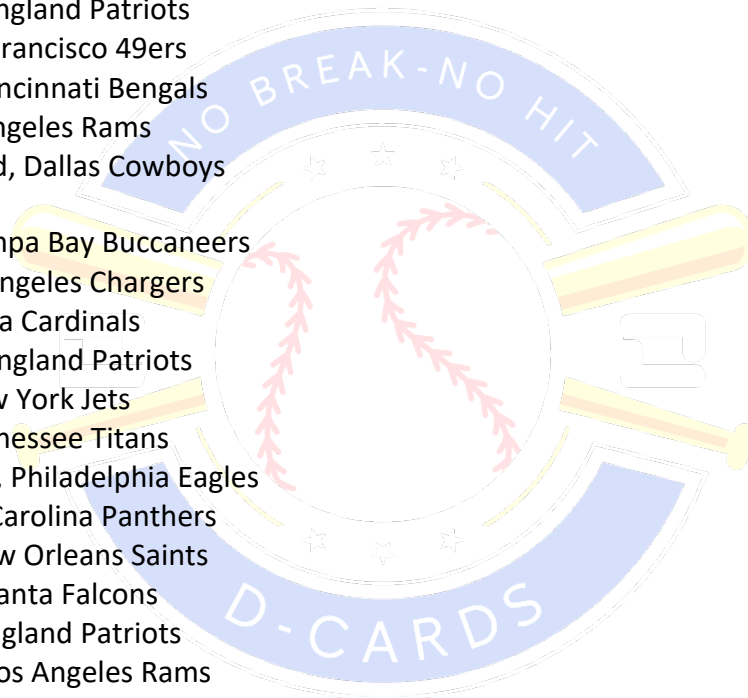 ngland Patriots
rancisco 49ers
ncinnati Bengals
ngeles Rams
d, Dallas Cowboys
npa Bay Buccaneers
ngeles Chargers
a Cardinals
ngland Patriots
w York Jets
nessee Titans
, Philadelphia Eagles
Carolina Panthers
w Orleans Saints
anta Falcons
gland Patriots
os Angeles Rams
NO BREAK-NO HIT
D-CARDS